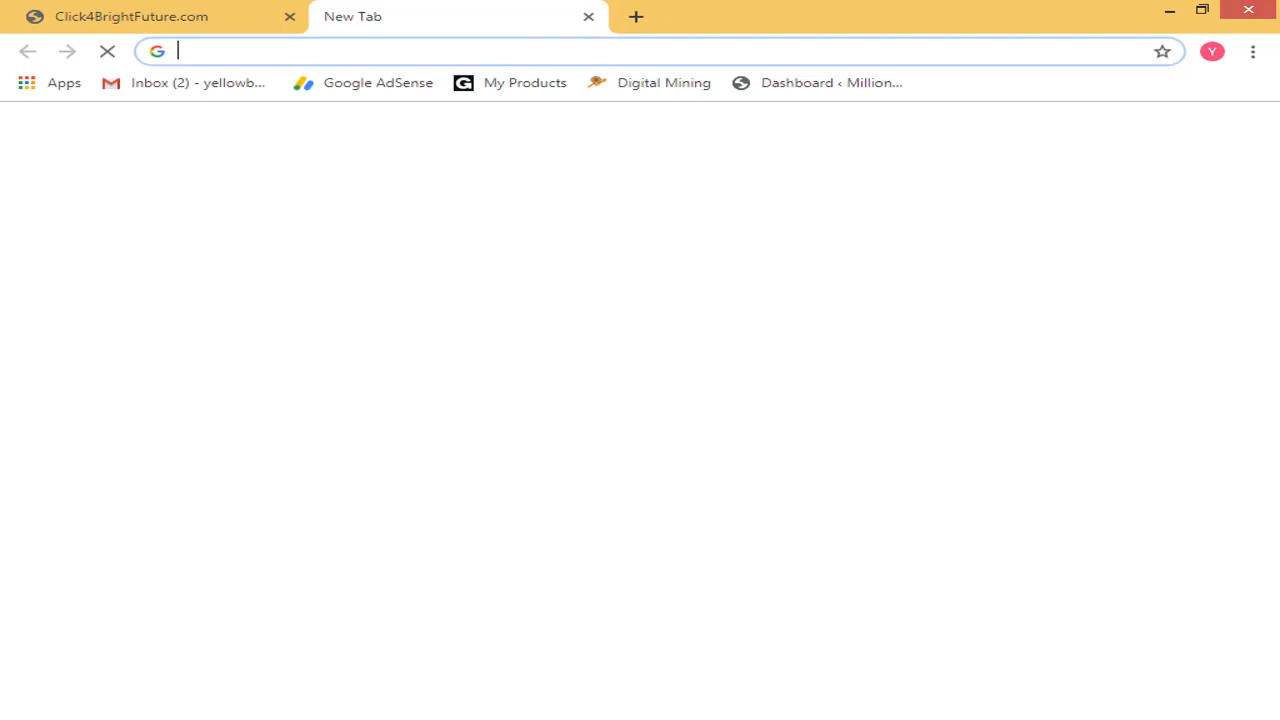 Click4BrightFuture.com New Tab
Y
Apps Inbox (2) - yellowb... Google AdSense G My Products Digital Mining Dashboard ‹ Million...